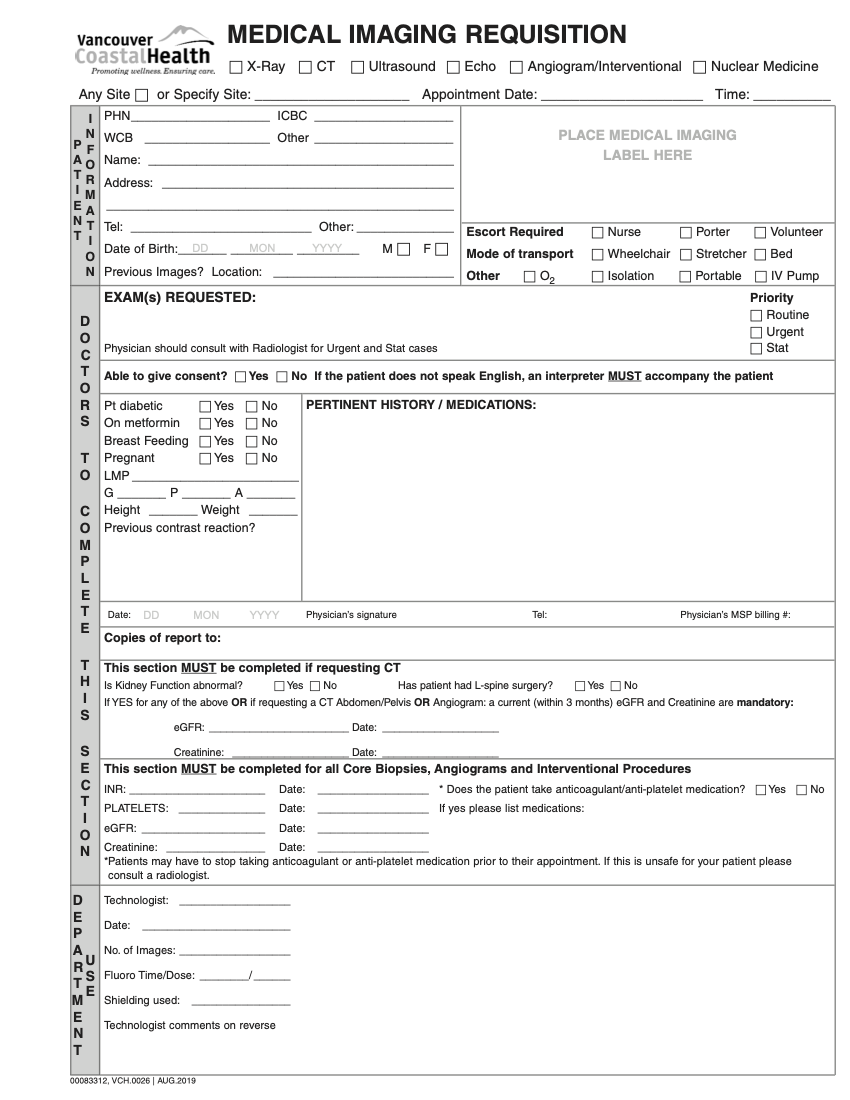 Vancouver
CoastalHealth
Promoting wellness. Ensuring care.
MEDICAL IMAGING REQUISITION
☐ X-Ray ☐ CT ☐ Ultrasound ☐ Echo ☐ Angiogram/Interventional ☐ Nuclear Medicine
Any Site ☐ or Specify Site: ____________________ Appointment Date: _____________________ Time: __________
PATIENT INFORMATION
PHN____________________ ICBC ____________________
WCB __________________ Other ____________________
Name: ________________________________________
Address: ______________________________________
________________________________________________
Tel: __________________________ Other: ______________
Date of Birth: DD MON YYYY M ☐ F ☐
Previous Images? Location: __________________________
PLACE MEDICAL IMAGING
LABEL HERE
Escort Required ☐ Nurse ☐ Porter ☐ Volunteer
Mode of transport ☐ Wheelchair ☐ Stretcher ☐ Bed
Other ☐ O2 ☐ Isolation ☐ Portable ☐ IV Pump
DOCTORS TO COMPLETE THIS SECTION
EXAM(s) REQUESTED:
Priority
☐ Routine
☐ Urgent
☐ Stat
Physician should consult with Radiologist for Urgent and Stat cases
Able to give consent? ☐ Yes ☐ No If the patient does not speak English, an interpreter MUST accompany the patient
Pt diabetic ☐ Yes ☐ No
On metformin ☐ Yes ☐ No
Breast Feeding ☐ Yes ☐ No
Pregnant ☐ Yes ☐ No
LMP ________________________
G _______ P _______ A _______
Height _______ Weight _______
Previous contrast reaction?
PERTINENT HISTORY / MEDICATIONS:
Date: DD MON YYYY Physician's signature Tel: Physician's MSP billing #:
Copies of report to:
This section MUST be completed if requesting CT
Is Kidney Function abnormal? ☐ Yes ☐ No Has patient had L-spine surgery? ☐ Yes ☐ No
If YES for any of the above OR if requesting a CT Abdomen/Pelvis OR Angiogram: a current (within 3 months) eGFR and Creatinine are mandatory:
eGFR: ________________________ Date: ____________________
Creatinine: ____________________ Date: ____________________
This section MUST be completed for all Core Biopsies, Angiograms and Interventional Procedures
INR: ________________________ Date: ____________________ * Does the patient take anticoagulant/anti-platelet medication? ☐ Yes ☐ No
PLATELETS: _______________ Date: ____________________ If yes please list medications:
eGFR: ______________________ Date: ____________________
Creatinine: __________________ Date: ____________________
*Patients may have to stop taking anticoagulant or anti-platelet medication prior to their appointment. If this is unsafe for your patient please
consult a radiologist.
DEPARTMENT USE
Technologist: ____________________
Date: ___________________________
No. of Images: ____________________
Fluoro Time/Dose: _________/_______
Shielding used: __________________
Technologist comments on reverse
00083312, VCH.0026 | AUG.2019